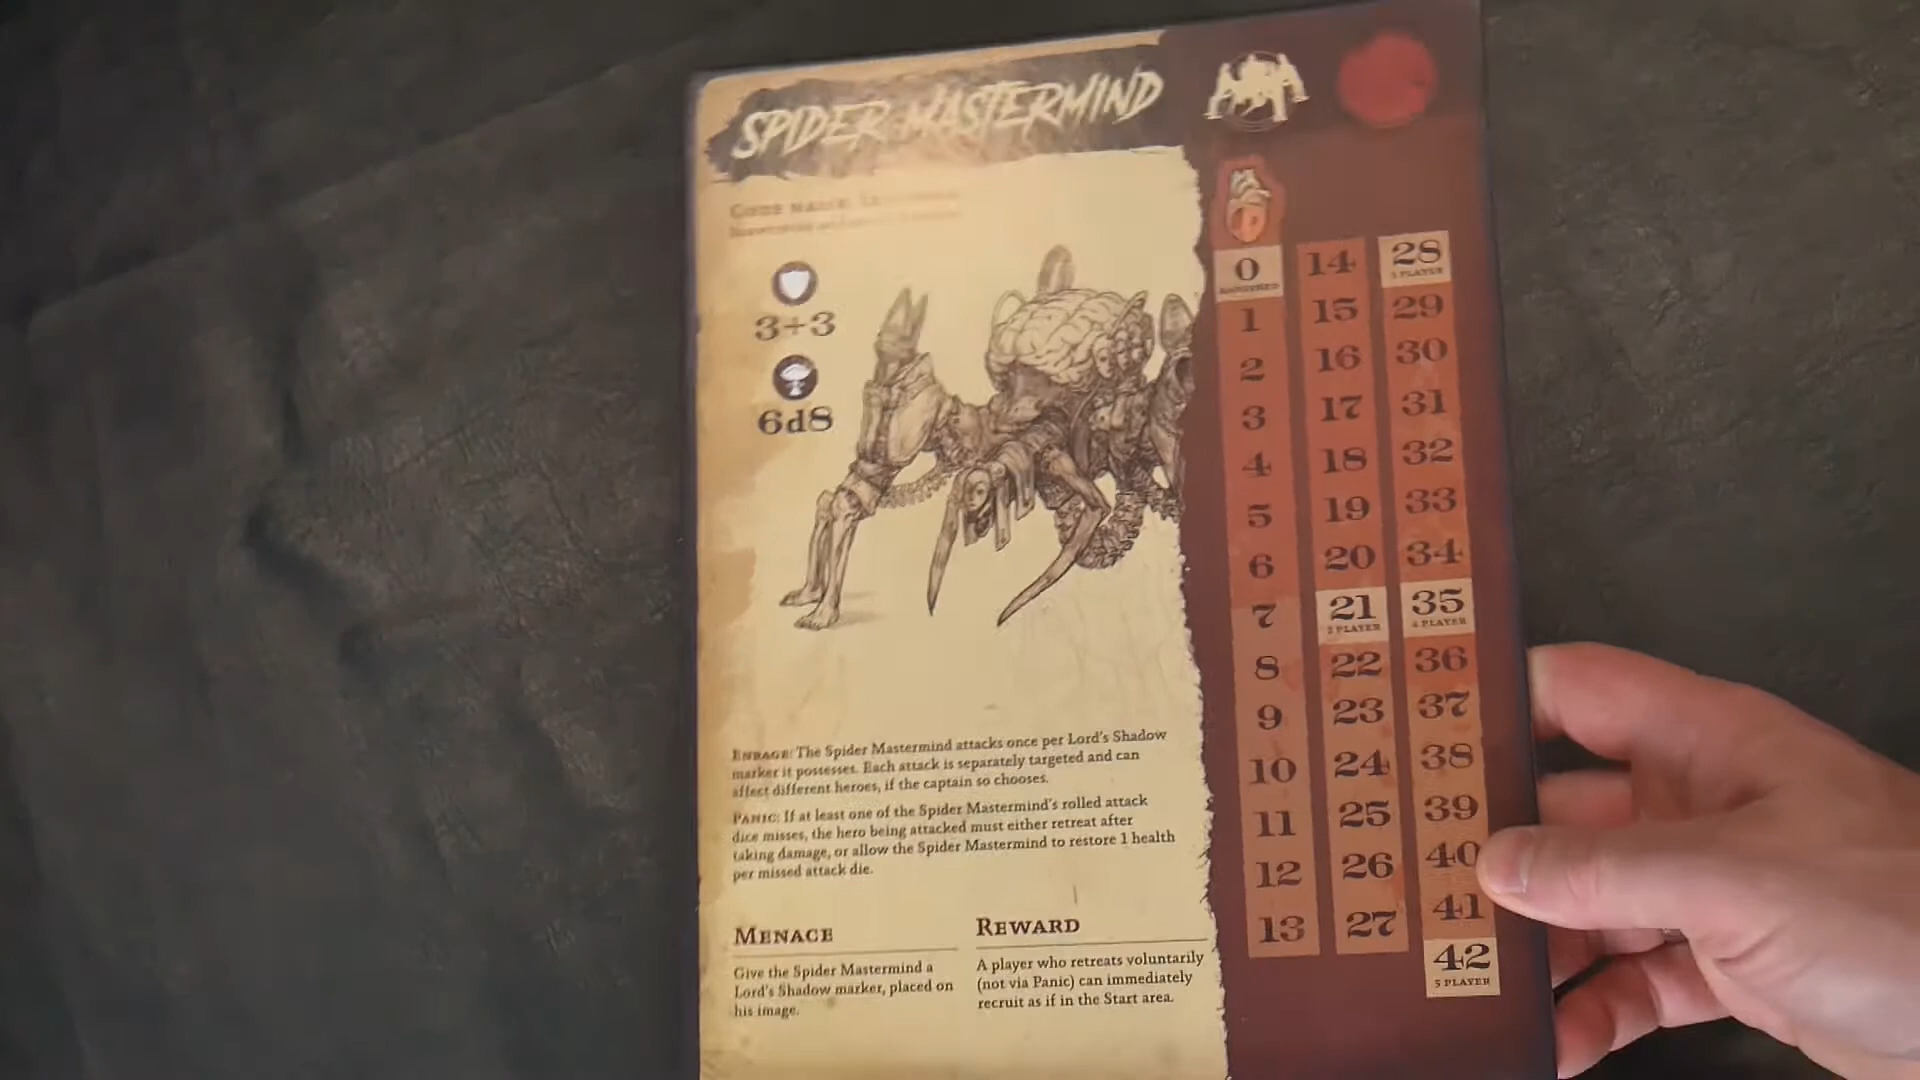 SPIDER MASTERMIND
CODE NAME:
3+3
6d8
ENRAGE: The Spider Mastermind attacks once per Lord's Shadow
marker it possesses. Each attack is separately targeted and can
affect different heroes, if the captain so chooses.
PANIC: If at least one of the Spider Mastermind's rolled attack
dice misses, the hero being attacked must either retreat after
taking damage, or allow the Spider Mastermind to restore 1 health
per missed attack die.
MENACE
Give the Spider Mastermind a
Lord's Shadow marker, placed on
his image.
REWARD
A player who retreats voluntarily
(not via Panic) can immediately
recruit as if in the Start area.
0
1
2
3
4
5
6
7
8
9
10
11
12
13
14
15
16
17
18
19
20
21
2 PLAYER
22
23
24
25
26
27
28
3 PLAYER
29
30
31
32
33
34
35
4 PLAYER
36
37
38
39
40
41
42
5 PLAYER